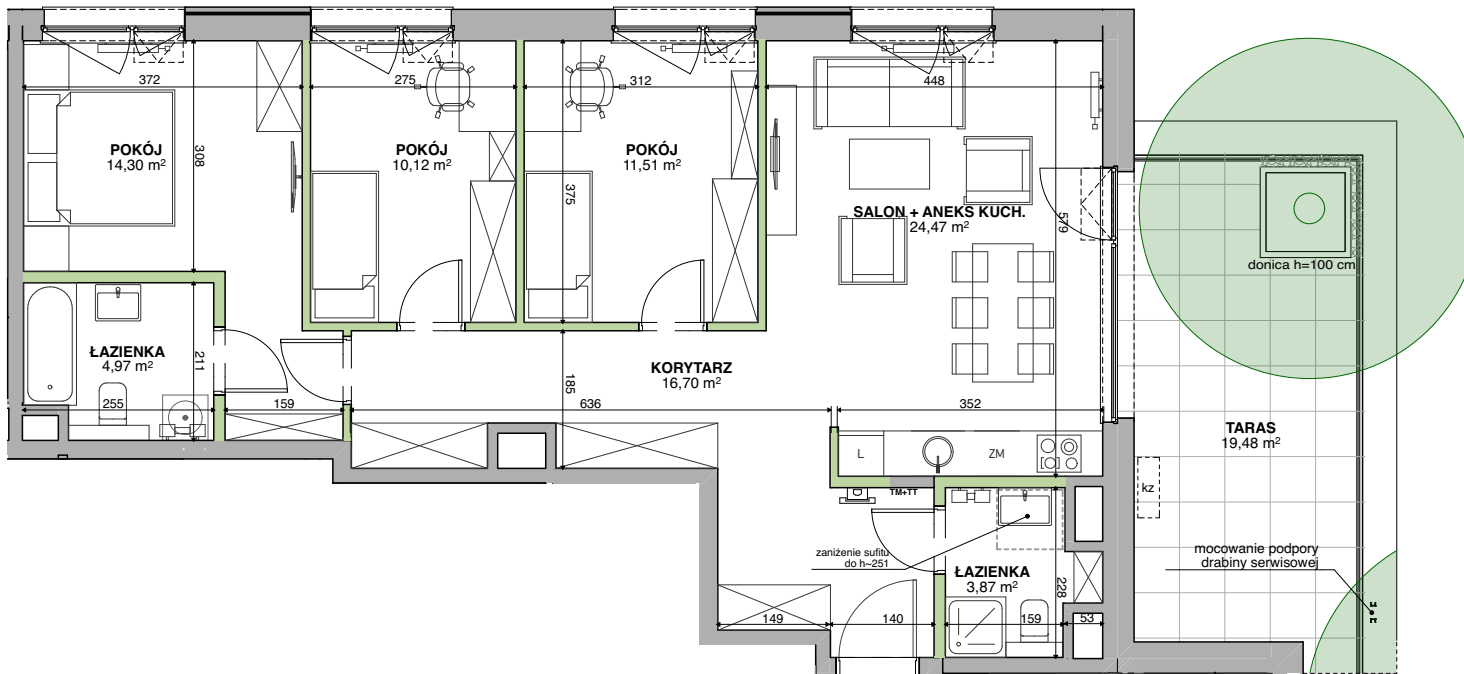 372
275
312
448
POKÓJ
14,30 m²
308
POKÓJ
10,12 m²
POKÓJ
11,51 m²
375
SALON + ANEKS KUCH.
24,47 m²
579
donica h=100 cm
ŁAZIENKA
4,97 m²
211
255
159
KORYTARZ
16,70 m²
185
636
352
TARAS
19,48 m²
L
ZM
TM+TT
kz
zaniżenie sufitu
do h~251
ŁAZIENKA
3,87 m²
228
mocowanie podpory
drabiny serwisowej
149
140
159
53